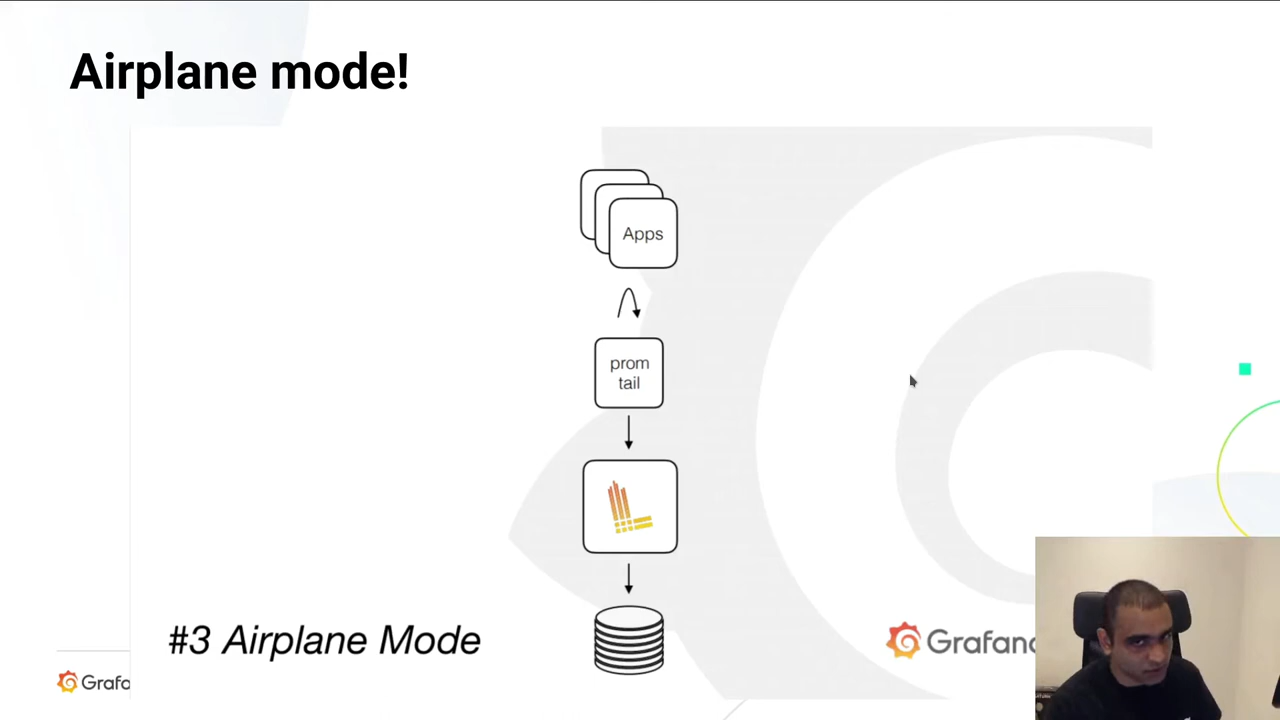 Airplane mode!
Apps
prom
tail
#3 Airplane Mode
Grafana
Grafa